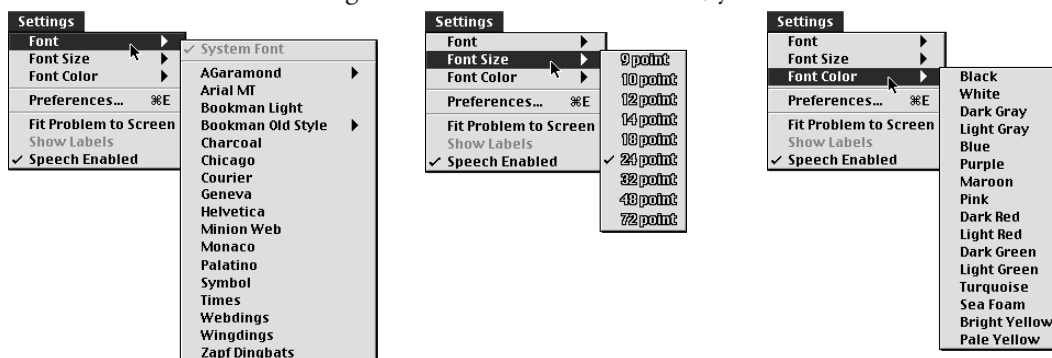 Settings
Font
Font Size
Font Color
Preferences... ⌘E
Fit Problem to Screen
Show Labels
✓ Speech Enabled
✓ System Font
AGaramond
Arial MT
Bookman Light
Bookman Old Style
Charcoal
Chicago
Courier
Geneva
Helvetica
Minion Web
Monaco
Palatino
Symbol
Times
Webdings
Wingdings
Zapf Dingbats
Settings
Font
Font Size
Font Color
Preferences... ⌘E
Fit Problem to Screen
Show Labels
✓ Speech Enabled
9 point
10 point
12 point
14 point
18 point
✓ 24 point
32 point
48 point
72 point
Settings
Font
Font Size
Font Color
Preferences... ⌘E
Fit Problem to Screen
Show Labels
✓ Speech Enabled
Black
White
Dark Gray
Light Gray
Blue
Purple
Maroon
Pink
Dark Red
Light Red
Dark Green
Light Green
Turquoise
Sea Foam
Bright Yellow
Pale Yellow